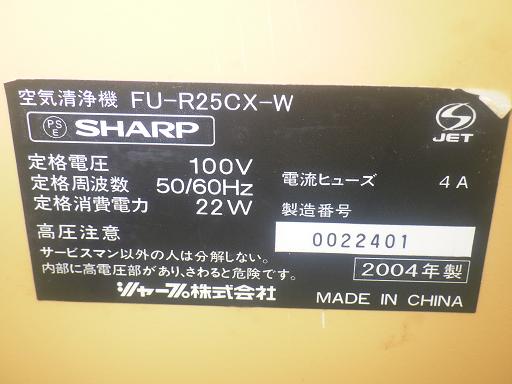 空気清浄機 FU-R25CX-W
PS E SHARP
JET
定格電圧 100V
定格周波数 50/60Hz
定格消費電力 22W
電流ヒューズ 4A
製造番号
0022401
高圧注意
サービスマン以外の人は分解しない。
内部に高電圧部があり、さわると危険です。
2004年製
シャープ株式会社
MADE IN CHINA